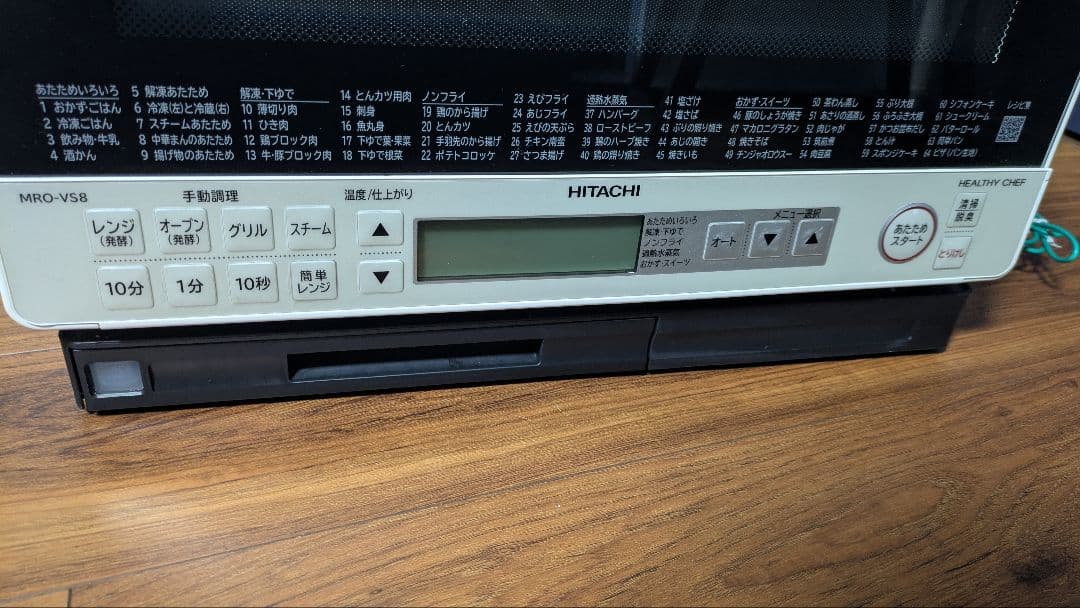 あたためいろいろ
1 おかず・ごはん
2 冷凍ごはん
3 飲み物・牛乳
4 酒かん
5 解凍あたため
6 冷凍(左)と冷蔵(右)
7 スチームあたため
8 中華まんのあたため
9 揚げ物のあたため
解凍・下ゆで
10 薄切り肉
11 ひき肉
12 鶏ブロック肉
13 牛・豚ブロック肉
14 とんカツ用肉
15 刺身
16 魚丸身
17 下ゆで葉・果菜
18 下ゆで根菜
ノンフライ
19 鶏のから揚げ
20 とんカツ
21 手羽先のから揚げ
22 ポテトコロッケ
23 えびフライ
24 あじフライ
25 えびの天ぷら
26 チキン南蛮
27 さつま揚げ
過熱水蒸気
37 ハンバーグ
38 ローストビーフ
39 鶏のハーブ焼き
40 鶏の照り焼き
41 塩ざけ
42 塩さば
43 ぶりの照り焼き
44 あじの開き
45 焼きいも
おかず・スイーツ
46 豚のしょうが焼き
47 マカロニグラタン
48 焼きそば
49 チンジャオロウスー
50 茶わん蒸し
51 あさりの酒蒸し
52 肉じゃが
53 筑前煮
54 肉豆腐
55 ぶり大根
56 ふろふき大根
57 かつお昆布だし
58 とん汁
59 スポンジケーキ
60 シフォンケーキ
61 シュークリーム
62 バターロール
63 簡単パン
64 ピザ(パン生地)
レシピ集
MRO-VS8
手動調理
温度/仕上がり
HITACHI
HEALTHY CHEF
レンジ
(発酵)
オーブン
(発酵)
グリル
スチーム
10分
1分
10秒
簡単
レンジ
▲
▼
あたためいろいろ
解凍・下ゆで
ノンフライ
過熱水蒸気
おかず・スイーツ
メニュー選択
オート
▼
▲
あたため
スタート
清掃
脱臭
とりけし